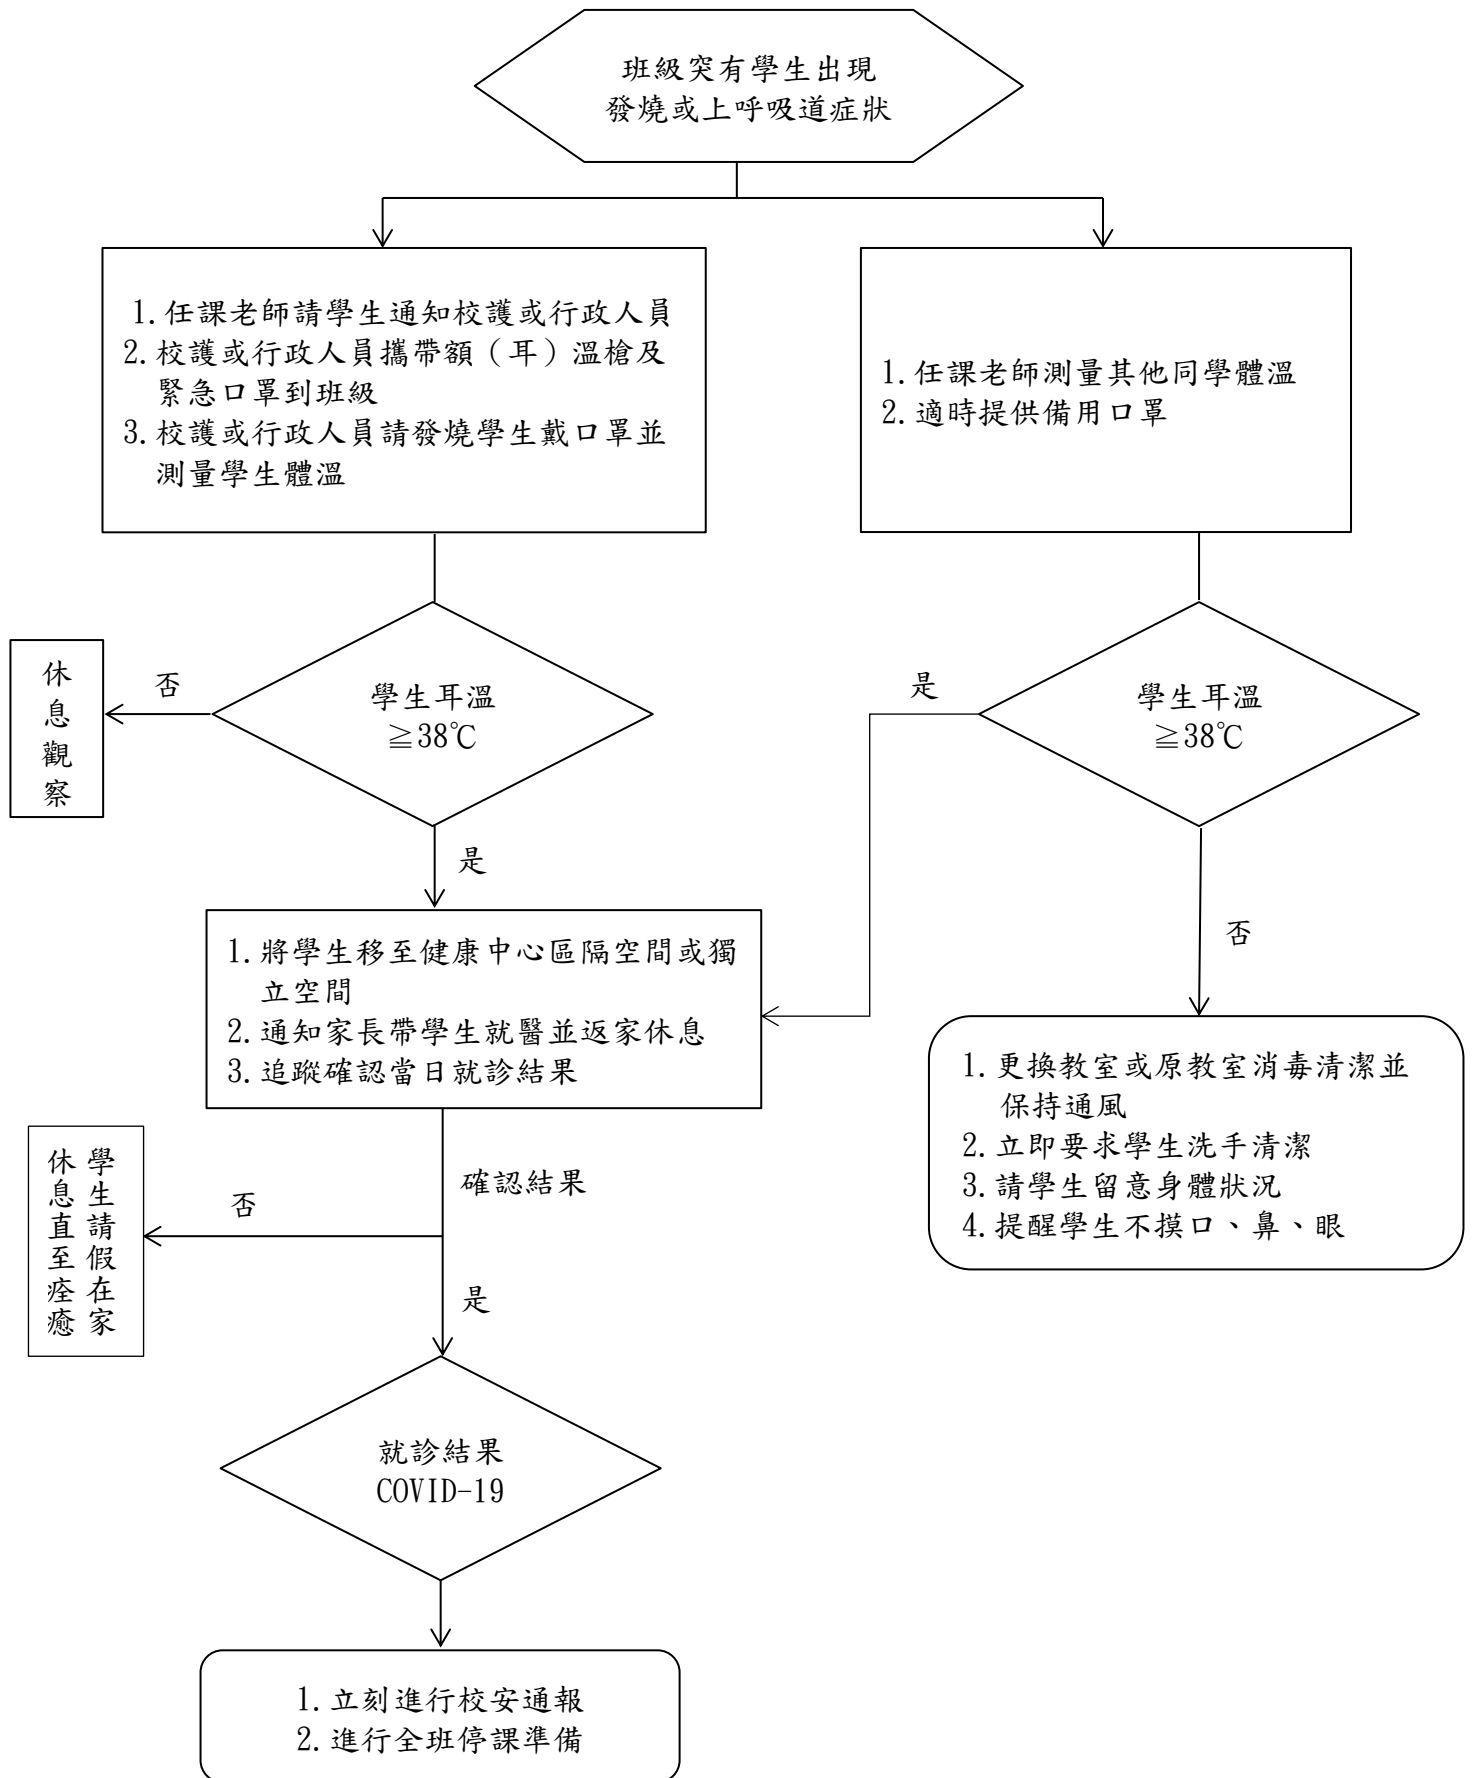 班級突有學生出現
發燒或上呼吸道症狀
1.任課老師請學生通知校護或行政人員
2.校護或行政人員攜帶額（耳）溫槍及
緊急口罩到班級
3.校護或行政人員請發燒學生戴口罩並
測量學生體溫
1.任課老師測量其他同學體溫
2.適時提供備用口罩
休息觀察
否
學生耳溫
≧38℃
是
是
學生耳溫
≧38℃
否
1.將學生移至健康中心區隔空間或獨
立空間
2.通知家長帶學生就醫並返家休息
3.追蹤確認當日就診結果
1.更換教室或原教室消毒清潔並
保持通風
2.立即要求學生洗手清潔
3.請學生留意身體狀況
4.提醒學生不摸口、鼻、眼
確認結果
否
學生請假在家
休息直至痊癒
是
就診結果
COVID-19
1.立刻進行校安通報
2.進行全班停課準備